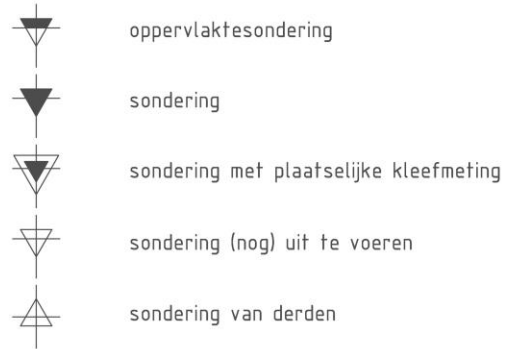 oppervlaktesondering
sondering
sondering met plaatselijke kleefmeting
sondering (nog) uit te voeren
sondering van derden